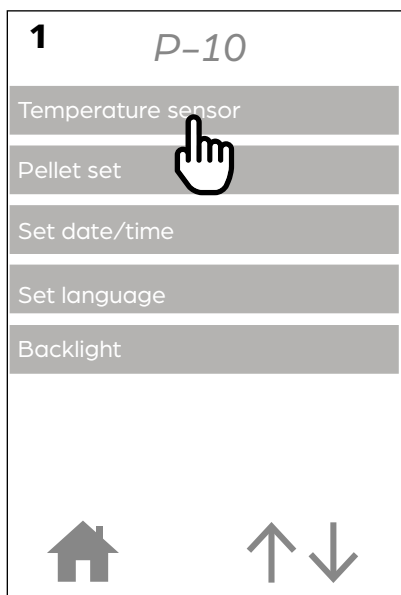 1
P-10
Temperature sensor
Pellet set
Set date/time
Set language
Backlight